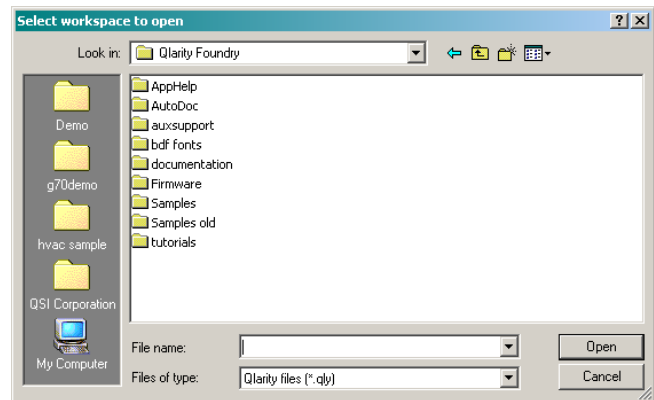 Select workspace to open
Look in: Qlarity Foundry
Demo
g70demo
hvac sample
QSI Corporation
My Computer
AppHelp
AutoDoc
auxsupport
bdf fonts
documentation
Firmware
Samples
Samples old
tutorials
File name: Open
Files of type: Qlarity files (*.qly) Cancel